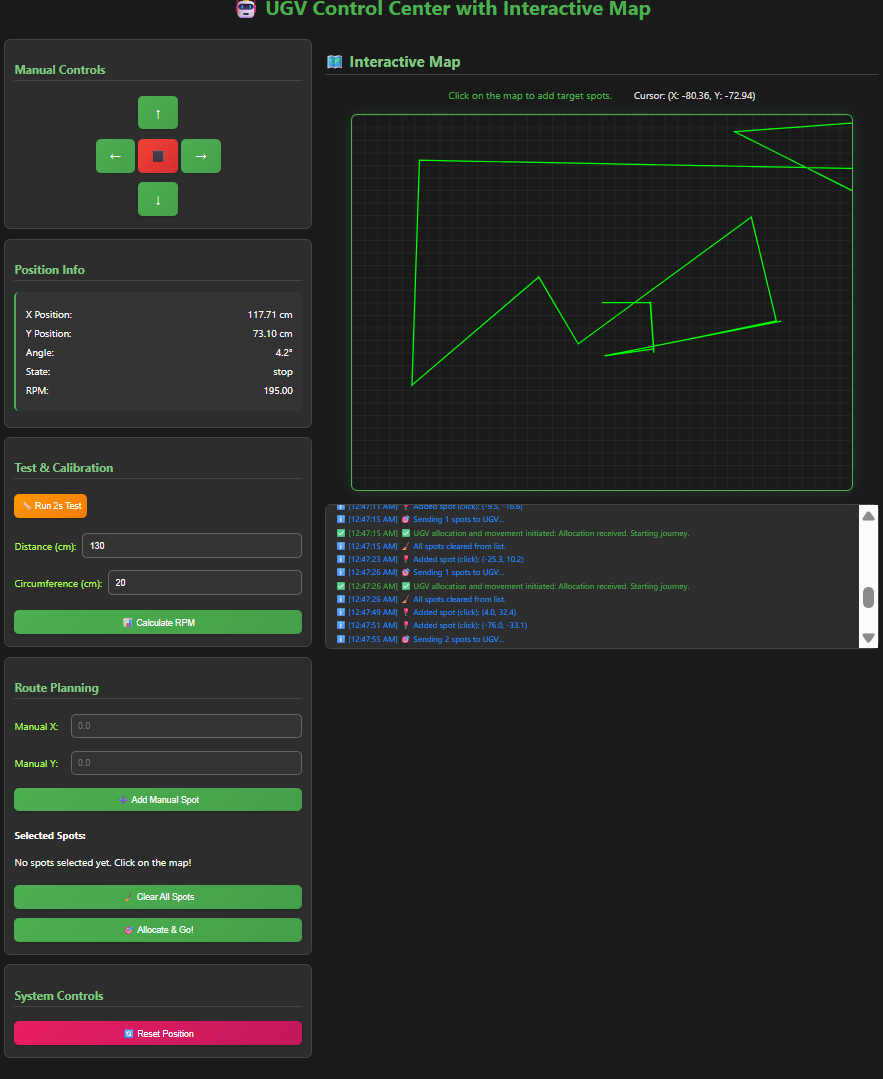 UGV Control Center with Interactive Map
Manual Controls
↑
← →
↓
Position Info
X Position: 117.71 cm
Y Position: 73.10 cm
Angle: 4.2°
State: stop
RPM: 195.00
Test & Calibration
Run 2s Test
Distance (cm): 130
Circumference (cm): 20
Calculate RPM
Route Planning
Manual X: 0.0
Manual Y: 0.0
Add Manual Spot
Selected Spots:
No spots selected yet. Click on the map!
Clear All Spots
Allocate & Go!
System Controls
Reset Position
Interactive Map
Click on the map to add target spots. Cursor: (X: -80.36, Y: -72.94)
[12:47:11 AM] Added spot (click): (-9.5, -16.6)
[12:47:15 AM] Sending 1 spots to UGV...
[12:47:15 AM] UGV allocation and movement initiated: Allocation received. Starting journey.
[12:47:15 AM] All spots cleared from list.
[12:47:23 AM] Added spot (click): (-25.3, 10.2)
[12:47:26 AM] Sending 1 spots to UGV...
[12:47:26 AM] UGV allocation and movement initiated: Allocation received. Starting journey.
[12:47:26 AM] All spots cleared from list.
[12:47:49 AM] Added spot (click): (4.0, 32.4)
[12:47:51 AM] Added spot (click): (-76.0, -33.1)
[12:47:55 AM] Sending 2 spots to UGV...